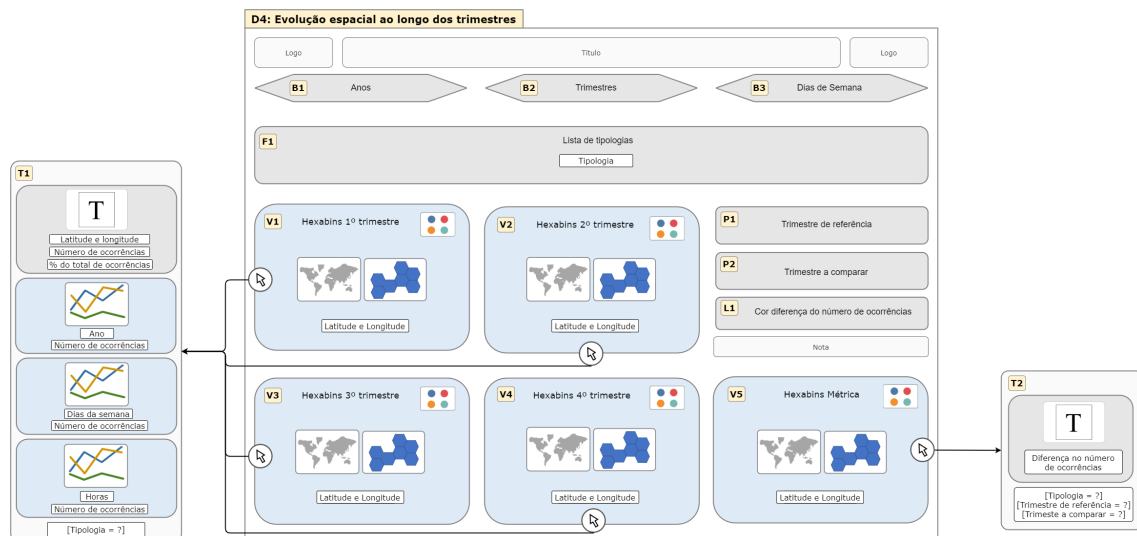 D4: Evolução espacial ao longo dos trimestres
Logo
Título
Logo
B1
Anos
B2
Trimestres
B3
Dias de Semana
F1
Lista de tipologias
Tipologia
T1
T
Latitude e longitude
Número de ocorrências
% do total de ocorrências
Ano
Número de ocorrências
Dias da semana
Número de ocorrências
Horas
Número de ocorrências
[Tipologia = ?]
V1
Hexabins 1º trimestre
Latitude e Longitude
V2
Hexabins 2º trimestre
Latitude e Longitude
P1
Trimestre de referência
P2
Trimestre a comparar
L1
Cor diferença do número de ocorrências
Nota
V3
Hexabins 3º trimestre
Latitude e Longitude
V4
Hexabins 4º trimestre
Latitude e Longitude
V5
Hexabins Métrica
Latitude e Longitude
T2
T
Diferença no número
de ocorrências
[Tipologia = ?]
[Trimestre de referência = ?]
[Trimeste a comparar = ?]